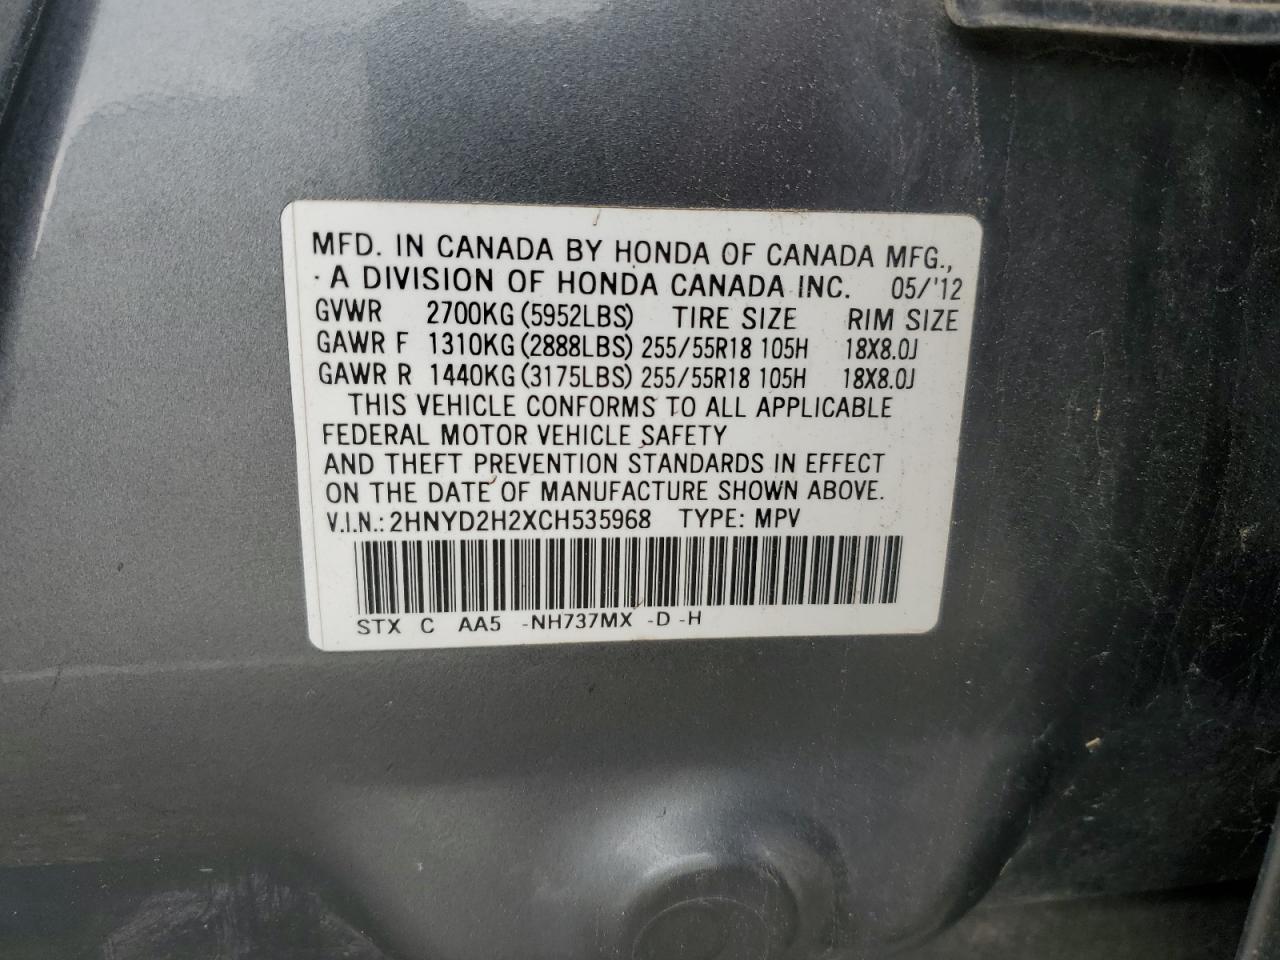 MFD. IN CANADA BY HONDA OF CANADA MFG.,
A DIVISION OF HONDA CANADA INC. 05/'12
GVWR 2700KG (5952LBS) TIRE SIZE RIM SIZE
GAWR F 1310KG (2888LBS) 255/55R18 105H 18X8.0J
GAWR R 1440KG (3175LBS) 255/55R18 105H 18X8.0J
THIS VEHICLE CONFORMS TO ALL APPLICABLE
FEDERAL MOTOR VEHICLE SAFETY
AND THEFT PREVENTION STANDARDS IN EFFECT
ON THE DATE OF MANUFACTURE SHOWN ABOVE.
V.I.N.: 2HNYD2H2XCH535968 TYPE: MPV
STX C AA5 -NH737MX -D -H